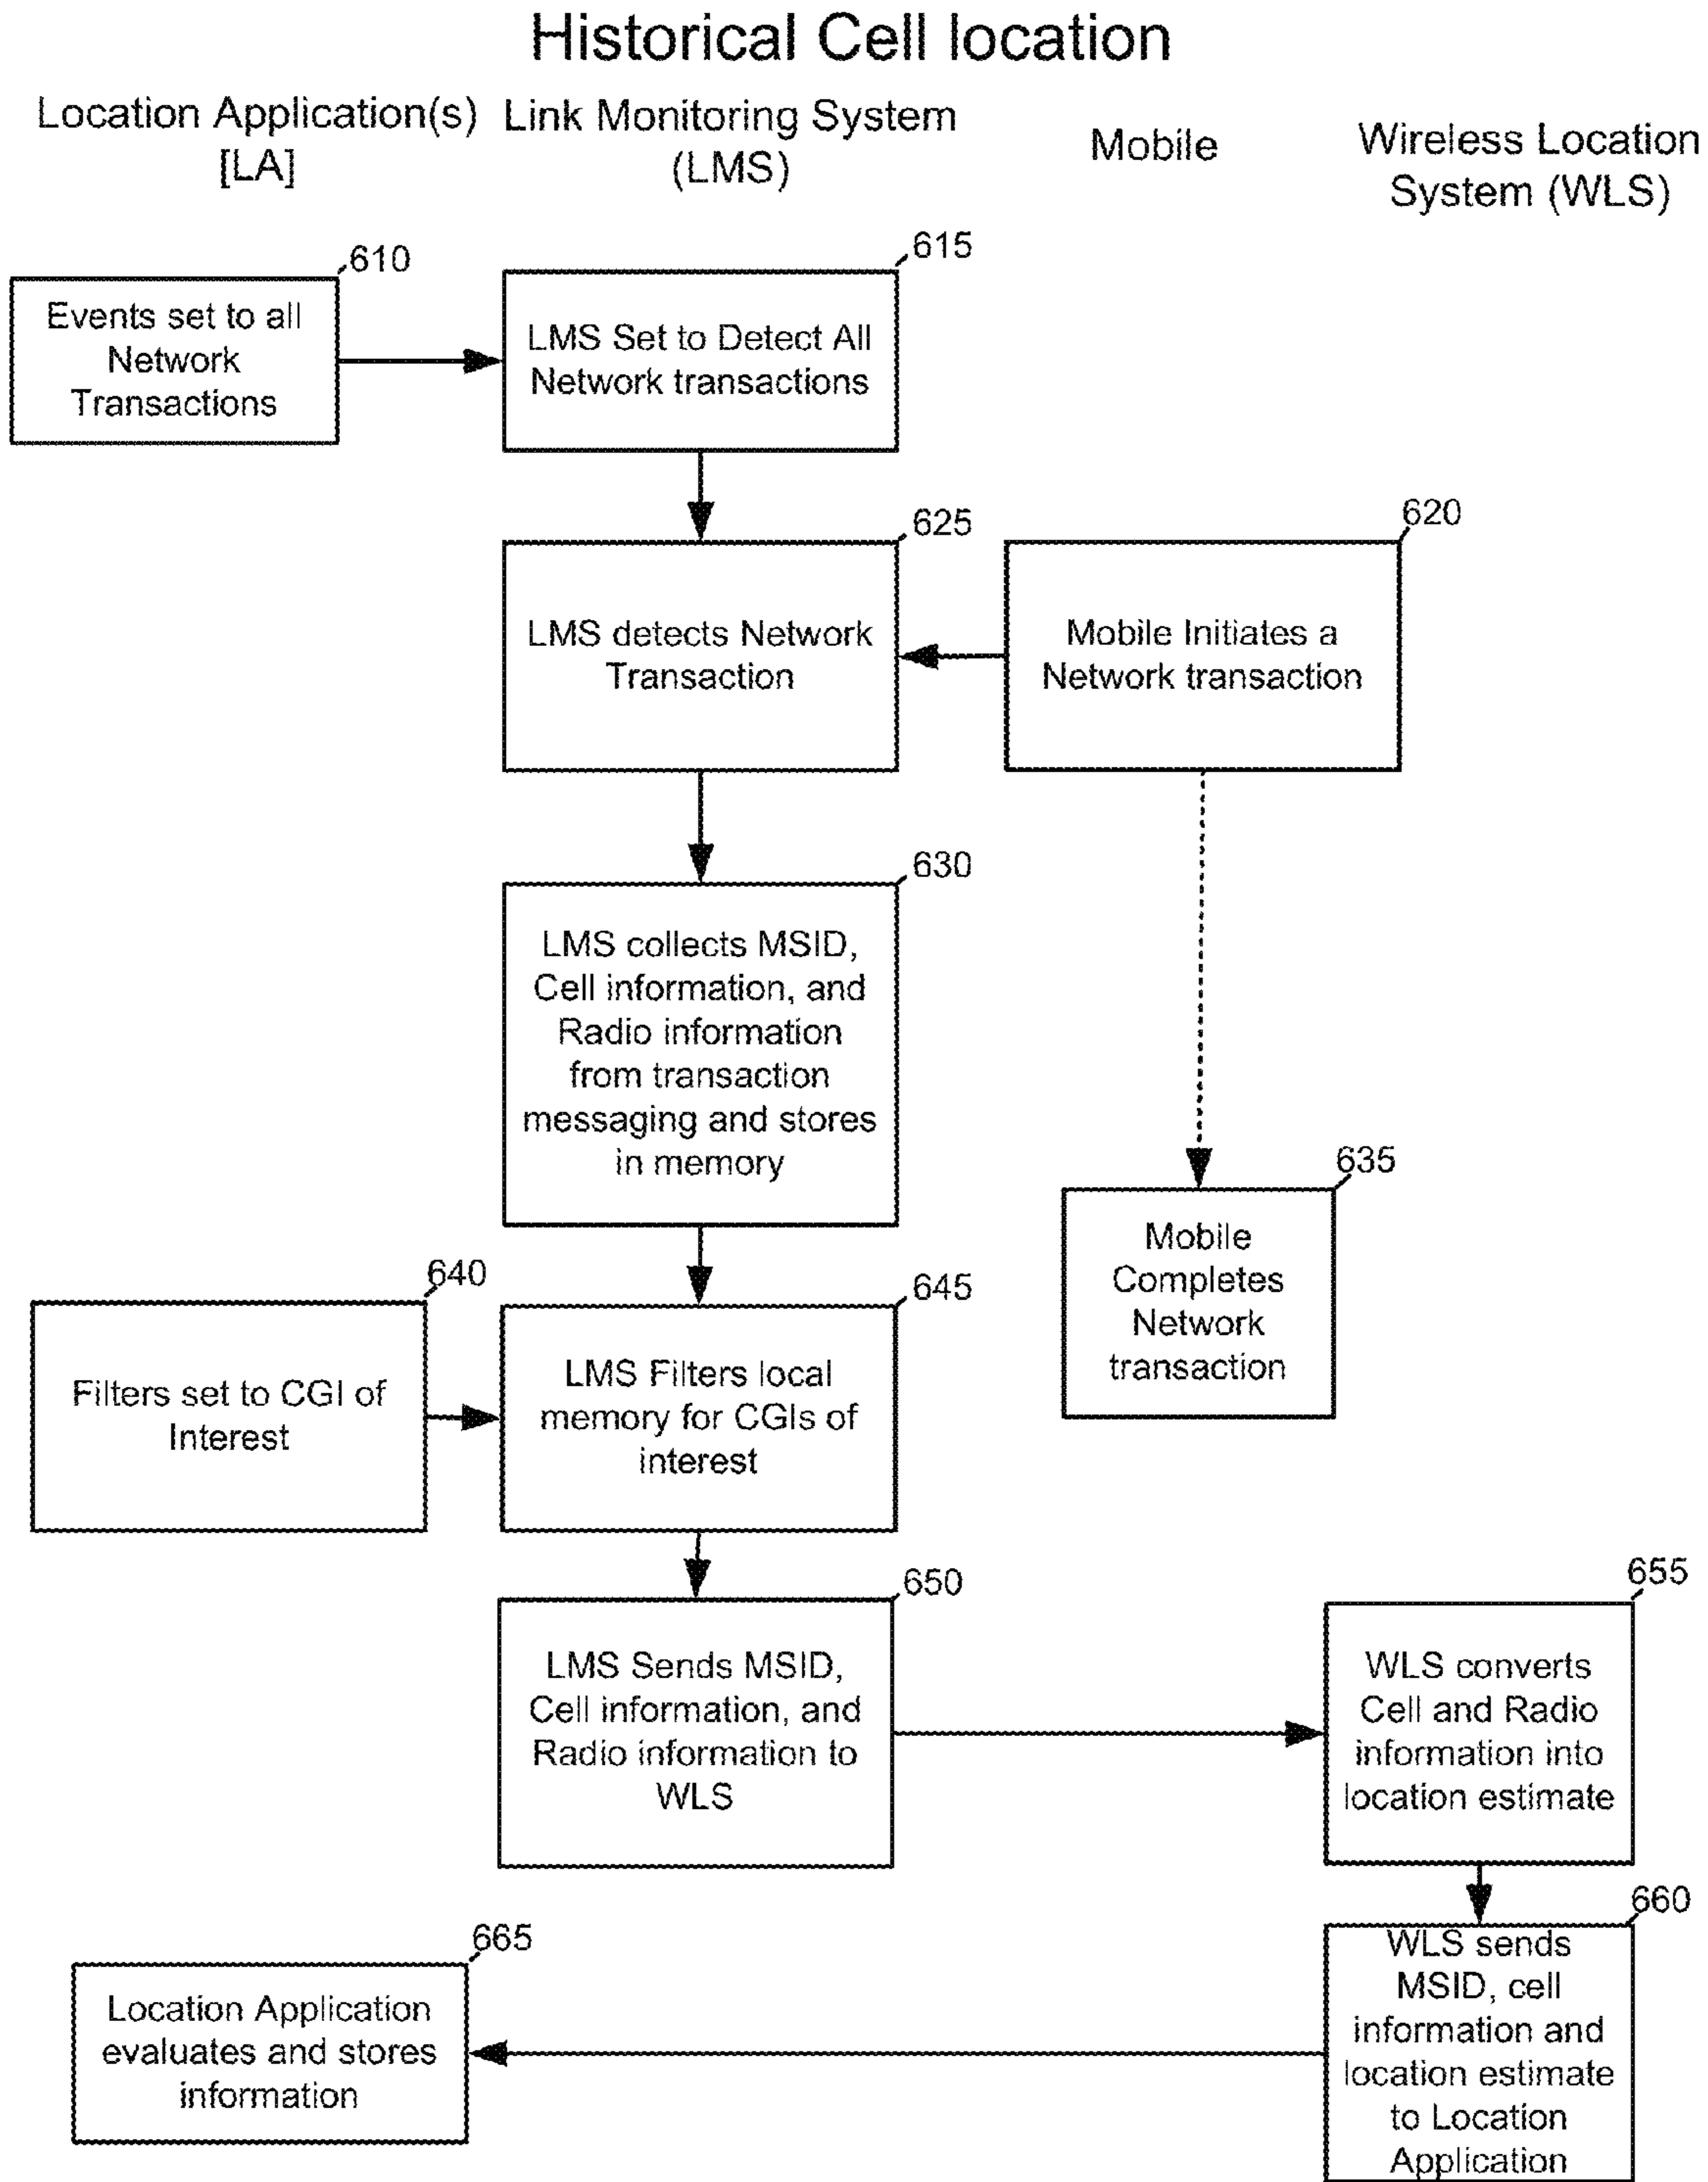 Historical Cell location
Location Application(s)
[LA]
Link Monitoring System
(LMS)
Mobile
Wireless Location
System (WLS)
610
Events set to all
Network
Transactions
615
LMS Set to Detect All
Network transactions
625
LMS detects Network
Transaction
620
Mobile Initiates a
Network transaction
630
LMS collects MSID,
Cell information, and
Radio information
from transaction
messaging and stores
in memory
635
Mobile
Completes
Network
transaction
640
Filters set to CGI of
Interest
645
LMS Filters local
memory for CGIs of
interest
650
LMS Sends MSID,
Cell information, and
Radio information to
WLS
655
WLS converts
Cell and Radio
information into
location estimate
660
WLS sends
MSID, cell
information and
location estimate
to Location
Application
665
Location Application
evaluates and stores
information